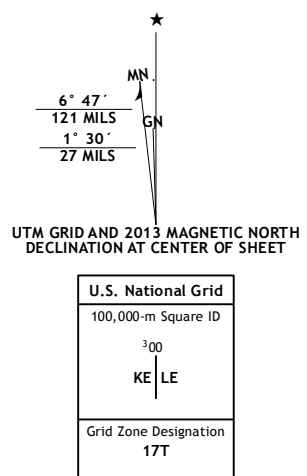 MN
6° 47´
121 MILS
GN
1° 30´
27 MILS
UTM GRID AND 2013 MAGNETIC NORTH
DECLINATION AT CENTER OF SHEET
U.S. National Grid
100,000-m Square ID
³00
KE LE
Grid Zone Designation
17T